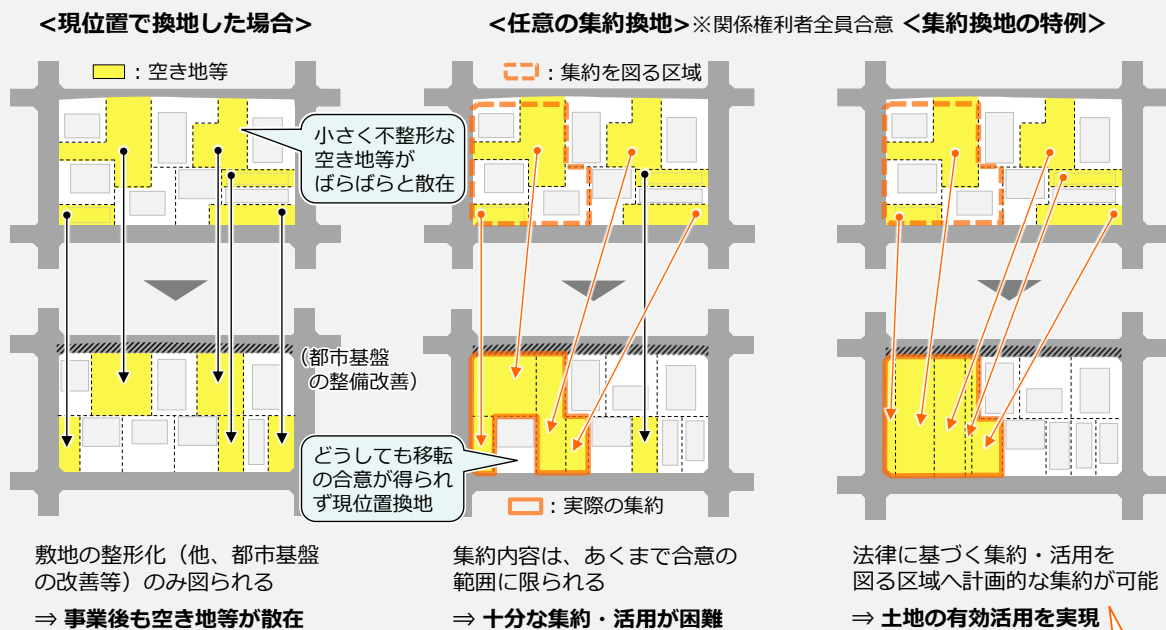 <現位置で換地した場合>
<任意の集約換地>※関係権利者全員合意
<集約換地の特例>
：空き地等
：集約を図る区域
小さく不整形な
空き地等が
ばらばらと散在
（都市基盤
の整備改善）
どうしても移転
の合意が得られ
ず現位置換地
：実際の集約
敷地の整形化（他、都市基盤
の改善等）のみ図られる
⇒ 事業後も空き地等が散在
集約内容は、あくまで合意の
範囲に限られる
⇒ 十分な集約・活用が困難
法律に基づく集約・活用を
図る区域へ計画的な集約が可能
⇒ 土地の有効活用を実現